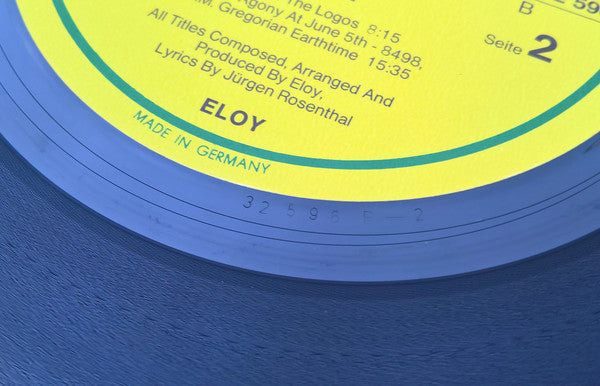 The Logos 8:15
Agony At June 5th - 8498,
Gregorian Earthtime 15:35
All Titles Composed, Arranged And
Produced By Eloy,
Lyrics By Jürgen Rosenthal
ELOY
MADE IN GERMANY
B
Seite 2
32 596 F - 2